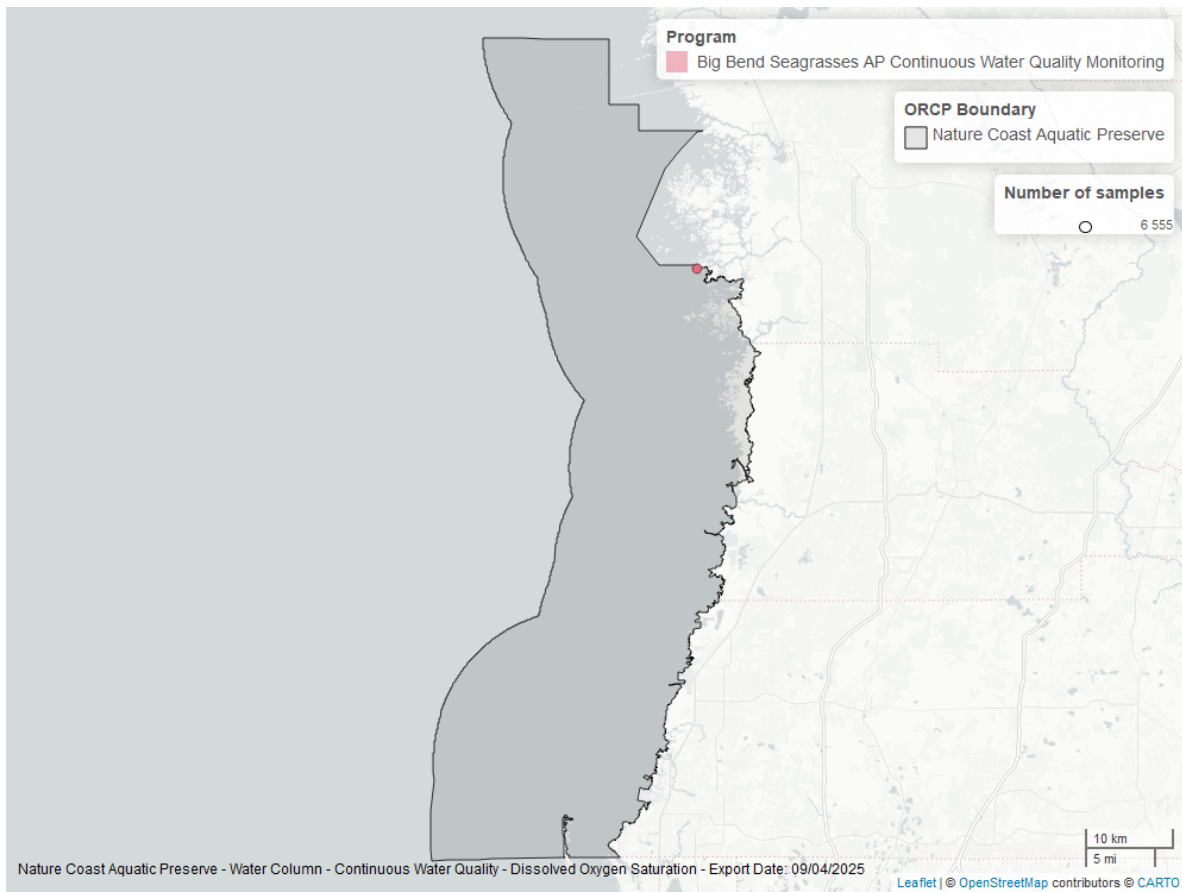 Program
Big Bend Seagrasses AP Continuous Water Quality Monitoring
ORCP Boundary
Nature Coast Aquatic Preserve
Number of samples
6 555
10 km
5 mi
Nature Coast Aquatic Preserve - Water Column - Continuous Water Quality - Dissolved Oxygen Saturation - Export Date: 09/04/2025
Leaflet | © OpenStreetMap contributors © CARTO